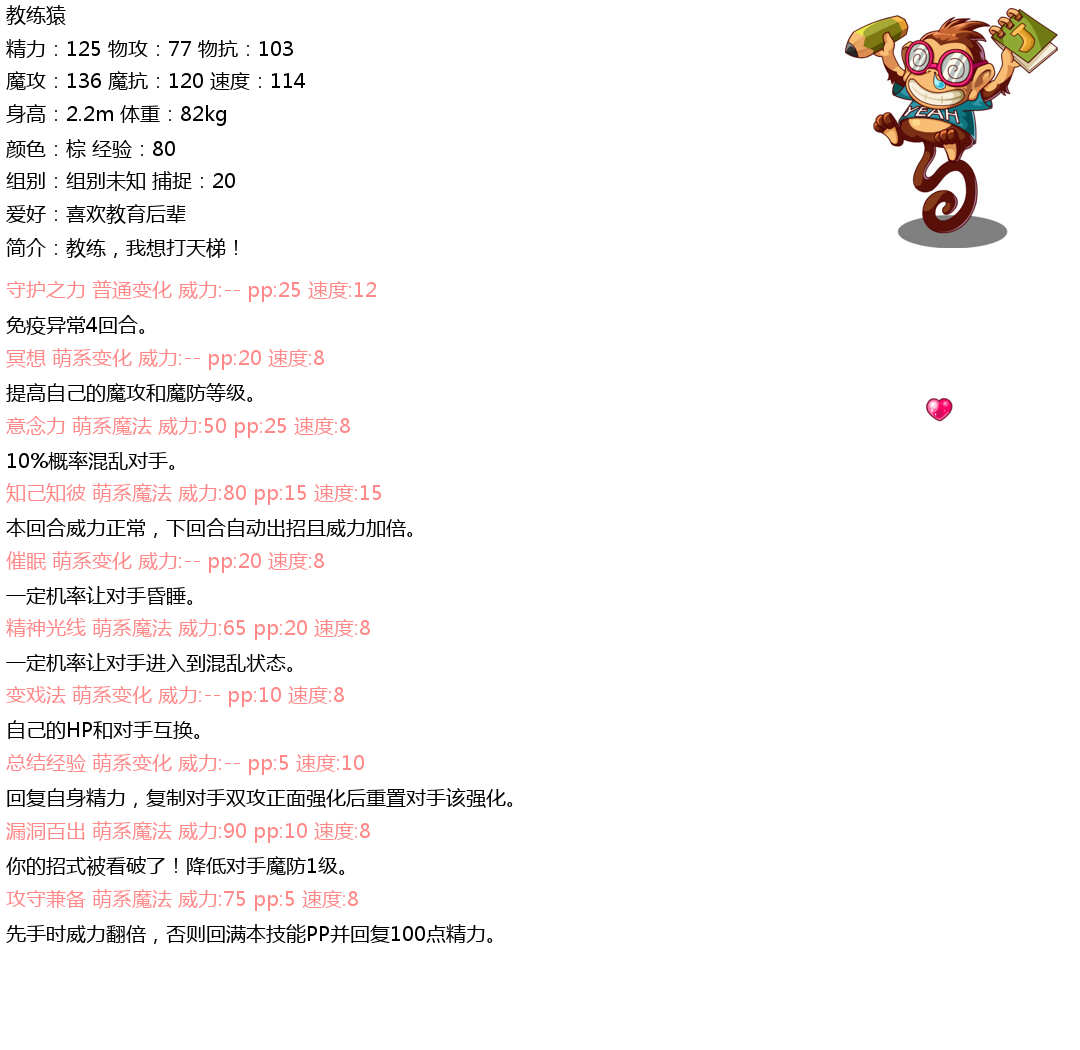 教练猿
精力：125 物攻：77 物抗：103
魔攻：136 魔抗：120 速度：114
身高：2.2m 体重：82kg
颜色：棕 经验：80
组别：组别未知 捕捉：20
爱好：喜欢教育后辈
简介：教练，我想打天梯！
YEAH
守护之力 普通变化 威力:-- pp:25 速度:12
免疫异常4回合。
冥想 萌系变化 威力:-- pp:20 速度:8
提高自己的魔攻和魔防等级。
意念力 萌系魔法 威力:50 pp:25 速度:8
10%概率混乱对手。
知己知彼 萌系魔法 威力:80 pp:15 速度:15
本回合威力正常，下回合自动出招且威力加倍。
催眠 萌系变化 威力:-- pp:20 速度:8
一定机率让对手昏睡。
精神光线 萌系魔法 威力:65 pp:20 速度:8
一定机率让对手进入到混乱状态。
变戏法 萌系变化 威力:-- pp:10 速度:8
自己的HP和对手互换。
总结经验 萌系变化 威力:-- pp:5 速度:10
回复自身精力，复制对手双攻正面强化后重置对手该强化。
漏洞百出 萌系魔法 威力:90 pp:10 速度:8
你的招式被看破了！降低对手魔防1级。
攻守兼备 萌系魔法 威力:75 pp:5 速度:8
先手时威力翻倍，否则回满本技能PP并回复100点精力。